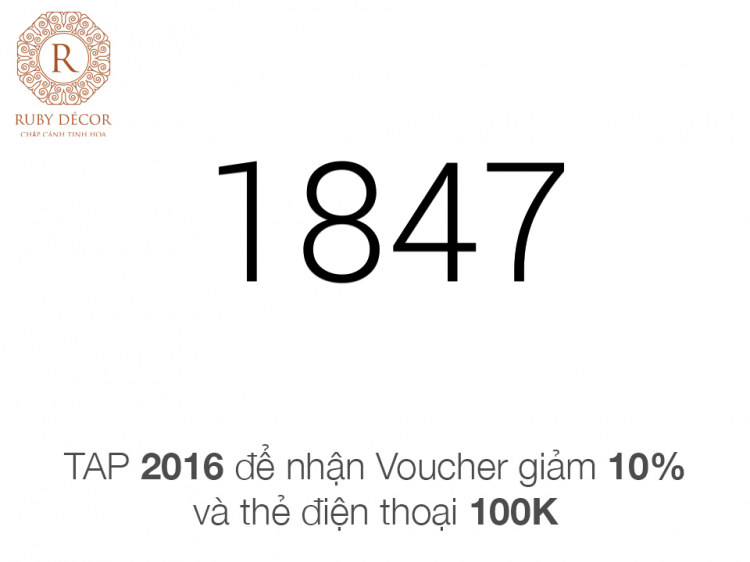 R
RUBY DÉCOR
CHẮP CÁNH TINH HOA
1847
TAP 2016 để nhận Voucher giảm 10%
và thẻ điện thoại 100K